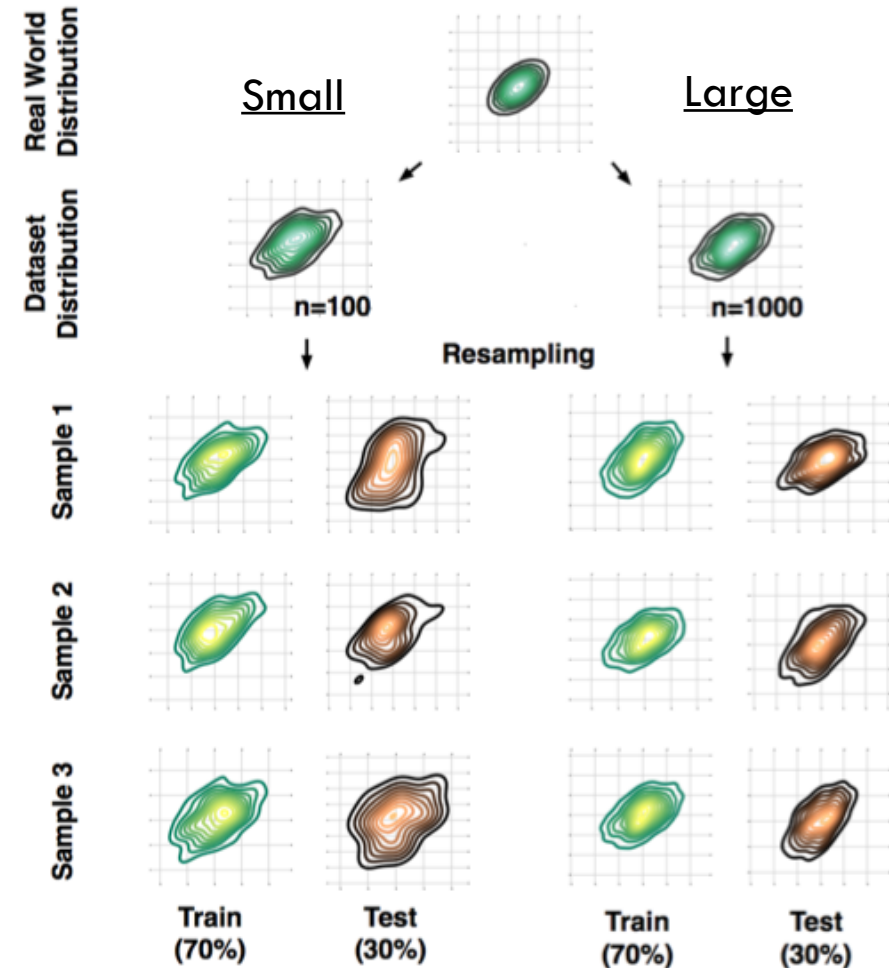 Real World
Distribution
Small
Large
Dataset
Distribution
n=100
n=1000
Resampling
Sample 1
Sample 2
Sample 3
Train
(70%)
Test
(30%)
Train
(70%)
Test
(30%)